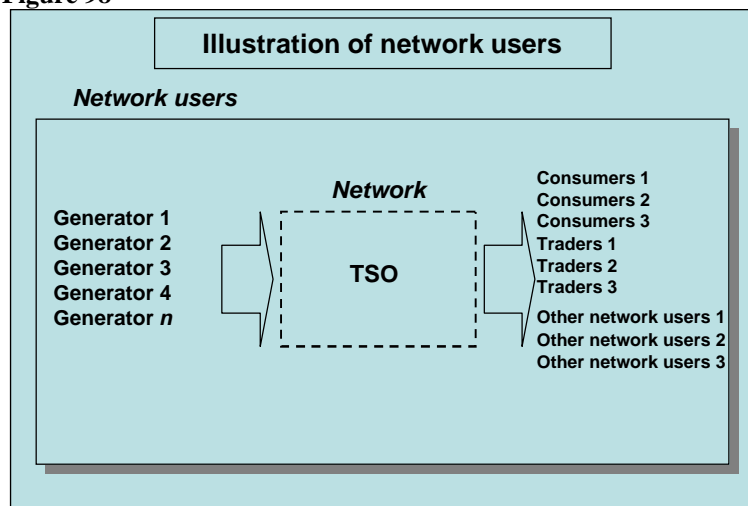 Illustration of network users
Network users
Network
Generator 1
Generator 2
Generator 3
Generator 4
Generator n
TSO
Consumers 1
Consumers 2
Consumers 3
Traders 1
Traders 2
Traders 3
Other network users 1
Other network users 2
Other network users 3